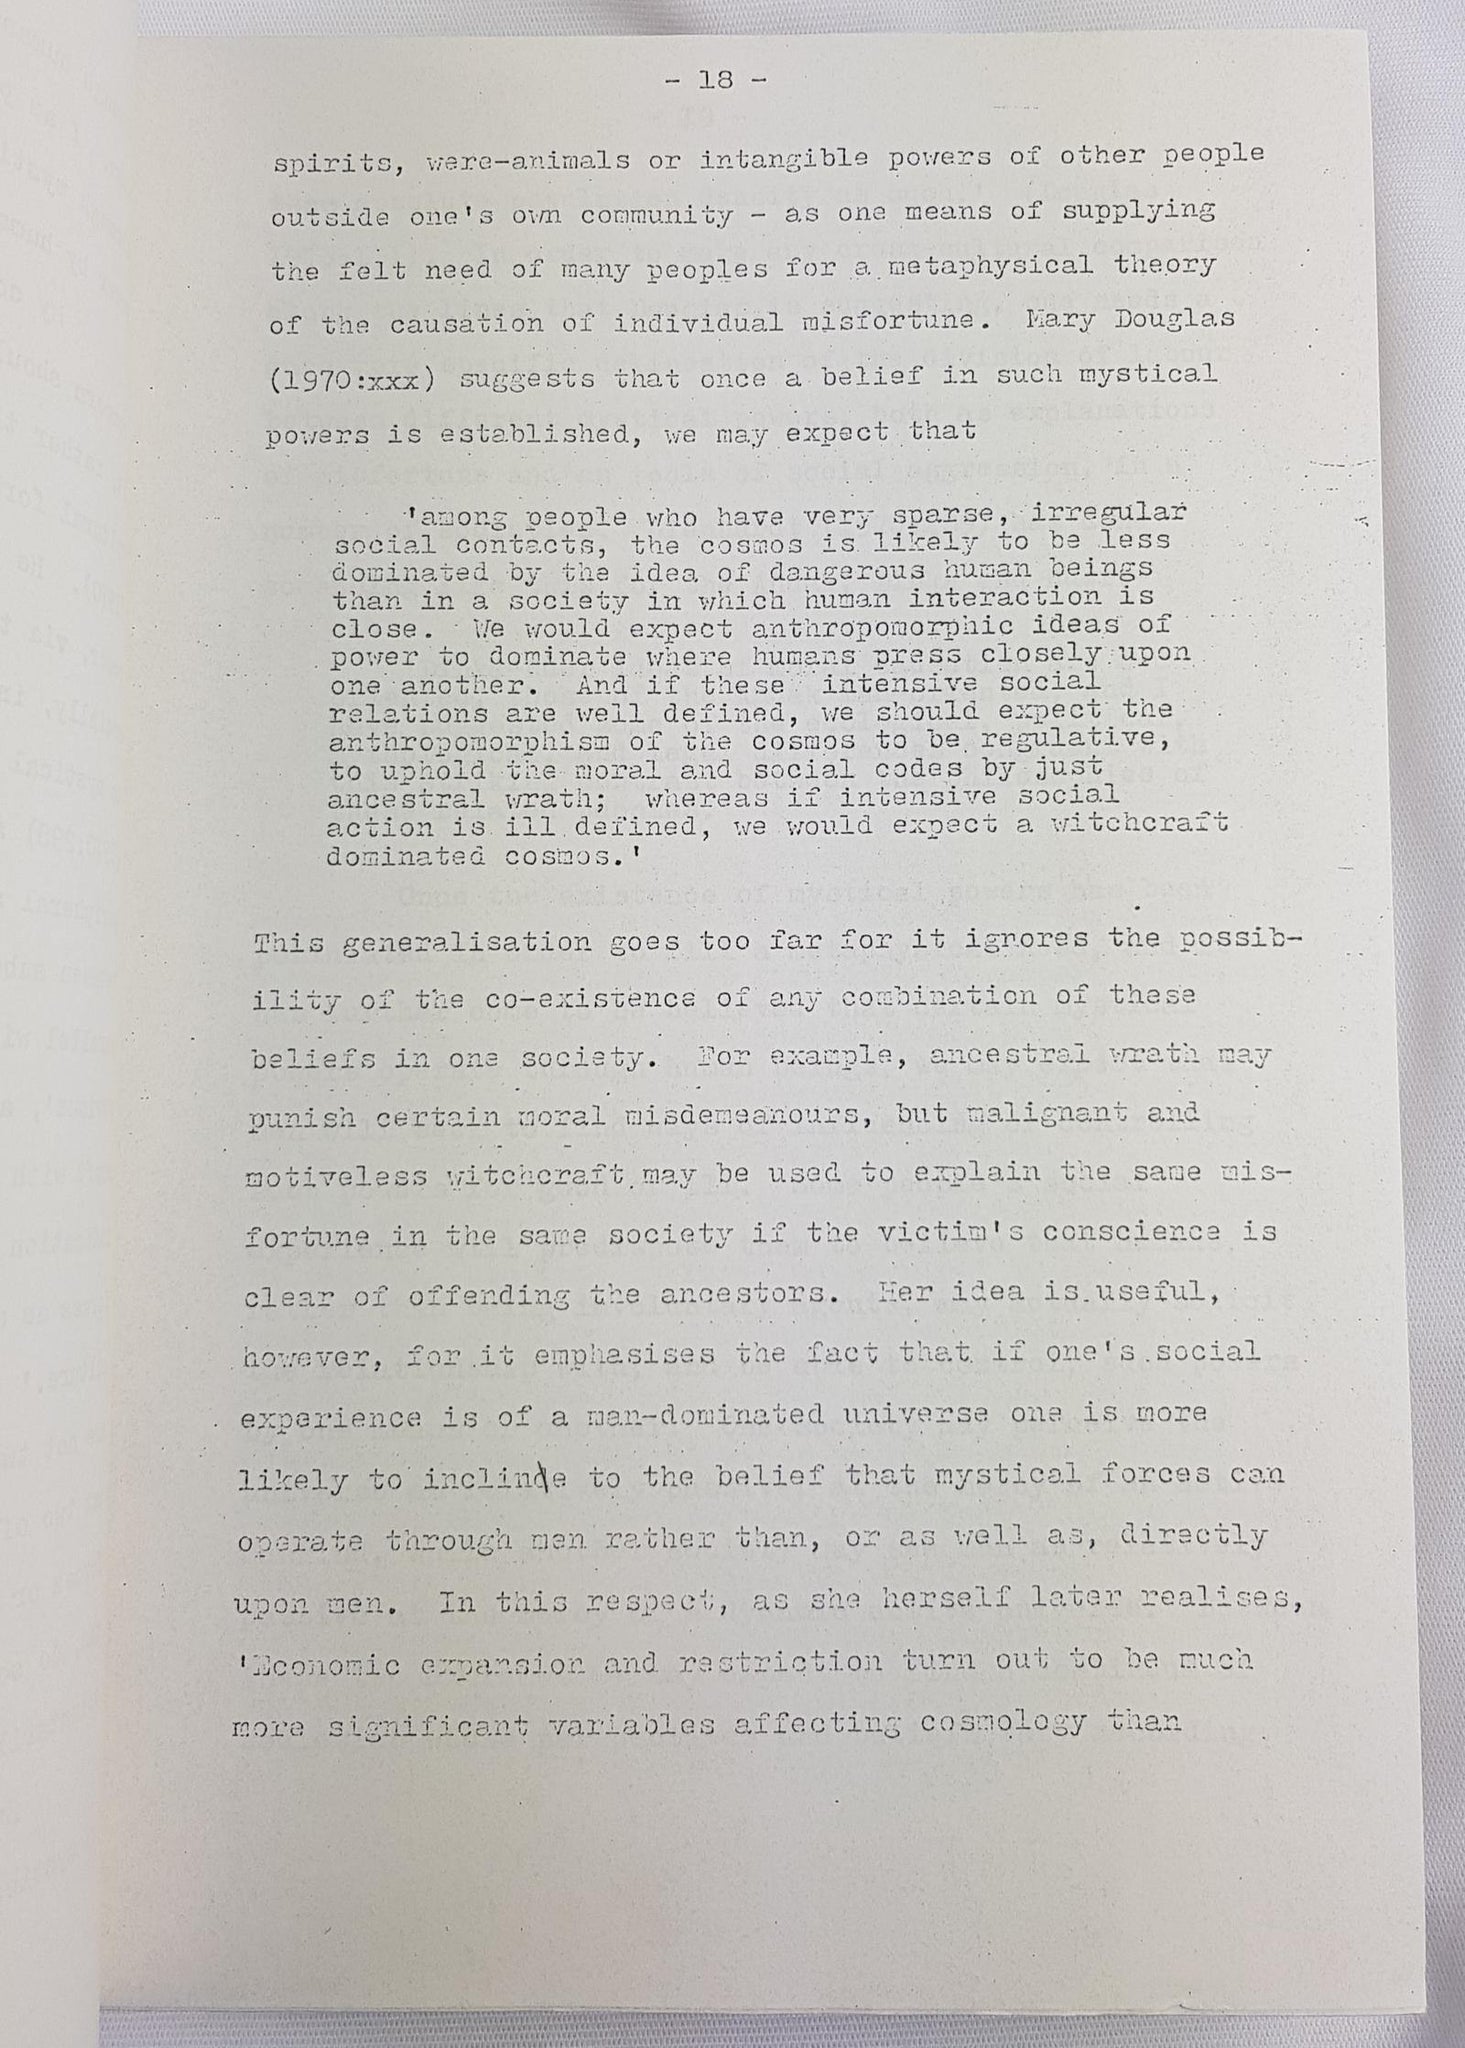 - 18 -
spirits, were-animals or intangible powers of other people
outside one's own community - as one means of supplying
the felt need of many peoples for a metaphysical theory
of the causation of individual misfortune. Mary Douglas
(1970:xxx) suggests that once a belief in such mystical
powers is established, we may expect that
'among people who have very sparse, irregular
social contacts, the cosmos is likely to be less
dominated by the idea of dangerous human beings
than in a society in which human interaction is
close. We would expect anthropomorphic ideas of
power to dominate where humans press closely upon
one another. And if these intensive social
relations are well defined, we should expect the
anthropomorphism of the cosmos to be regulative,
to uphold the moral and social codes by just
ancestral wrath; whereas if intensive social
action is ill defined, we would expect a witchcraft
dominated cosmos.'
This generalisation goes too far for it ignores the possib-
ility of the co-existence of any combination of these
beliefs in one society. For example, ancestral wrath may
punish certain moral misdemeanours, but malignant and
motiveless witchcraft may be used to explain the same mis-
fortune in the same society if the victim's conscience is
clear of offending the ancestors. Her idea is useful,
however, for it emphasises the fact that if one's social
experience is of a man-dominated universe one is more
likely to incline to the belief that mystical forces can
operate through men rather than, or as well as, directly
upon men. In this respect, as she herself later realises,
'Economic expansion and restriction turn out to be much
more significant variables affecting cosmology than